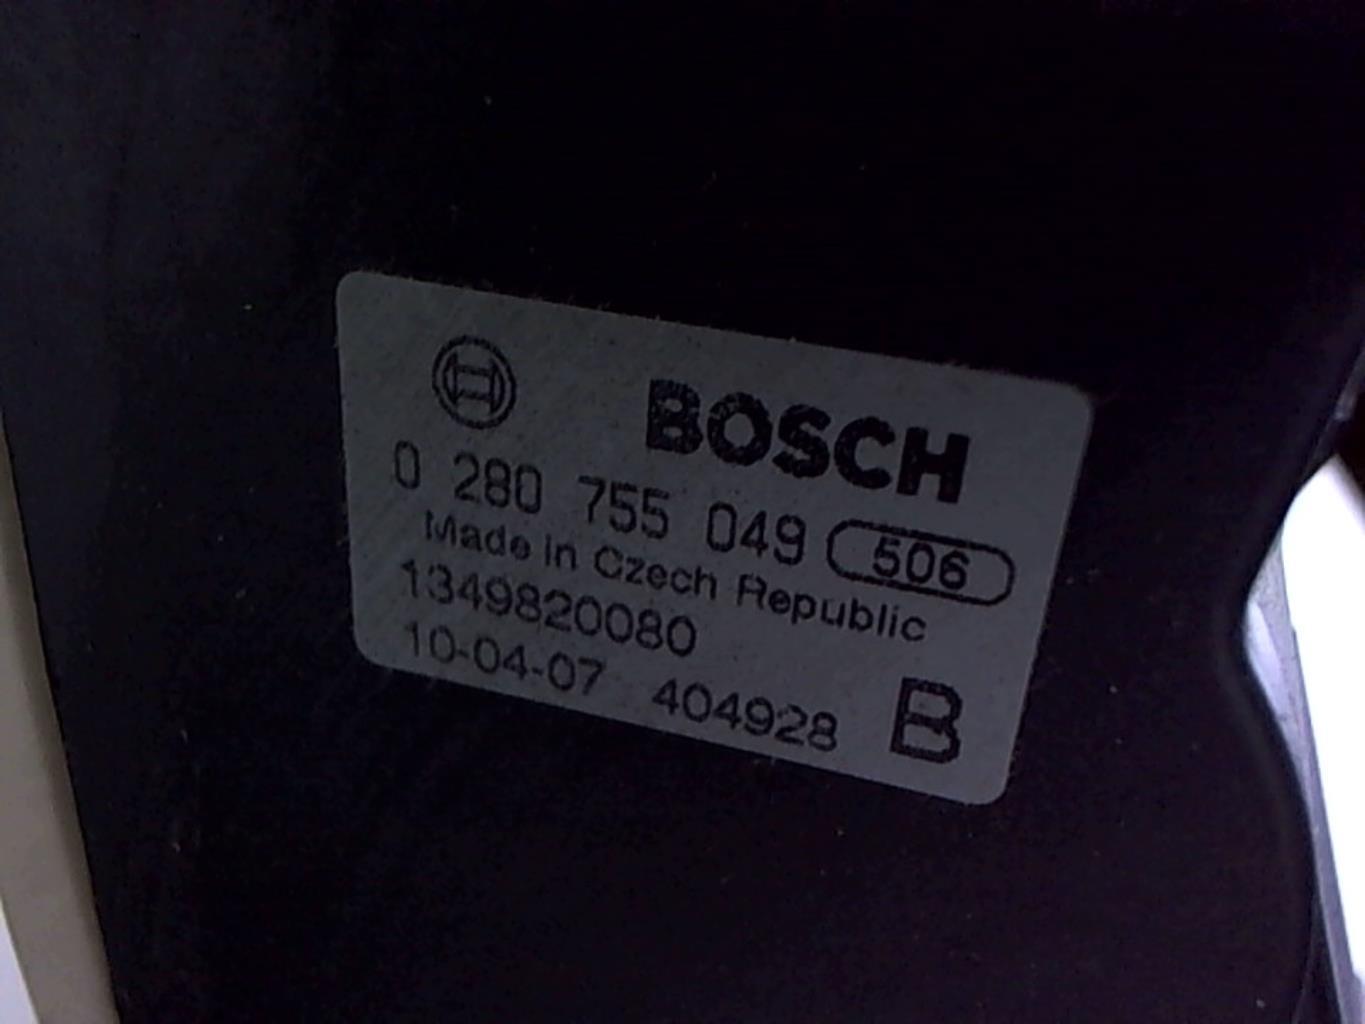 BOSCH
0 280 755 049 506
Made in Czech Republic
1349820080
10-04-07 404928 B